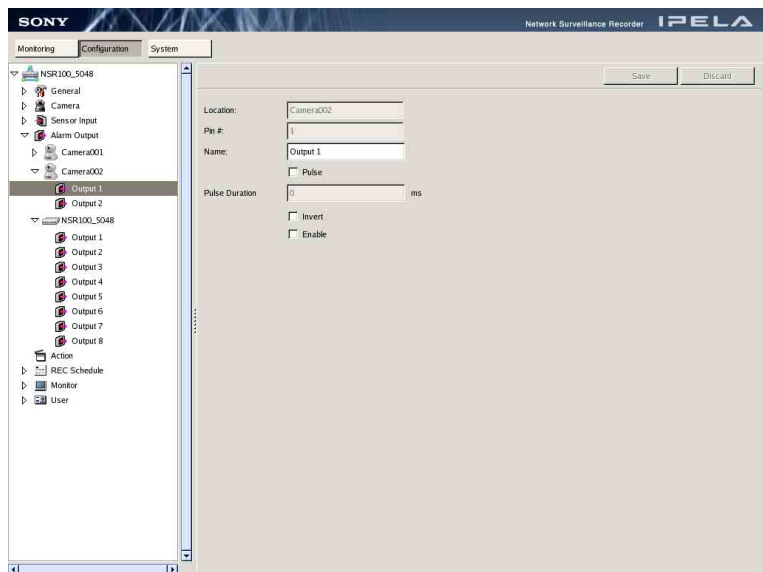 SONY
Network Surveillance Recorder IPELA
Monitoring Configuration System
NSR100_5048
General
Camera
Sensor Input
Alarm Output
Camera001
Camera002
Output 1
Output 2
NSR100_5048
Output 1
Output 2
Output 3
Output 4
Output 5
Output 6
Output 7
Output 8
Action
REC Schedule
Monitor
User
Save Discard
Location: Camera002
Pin #: 1
Name: Output 1
Pulse
Pulse Duration 0 ms
Invert
Enable